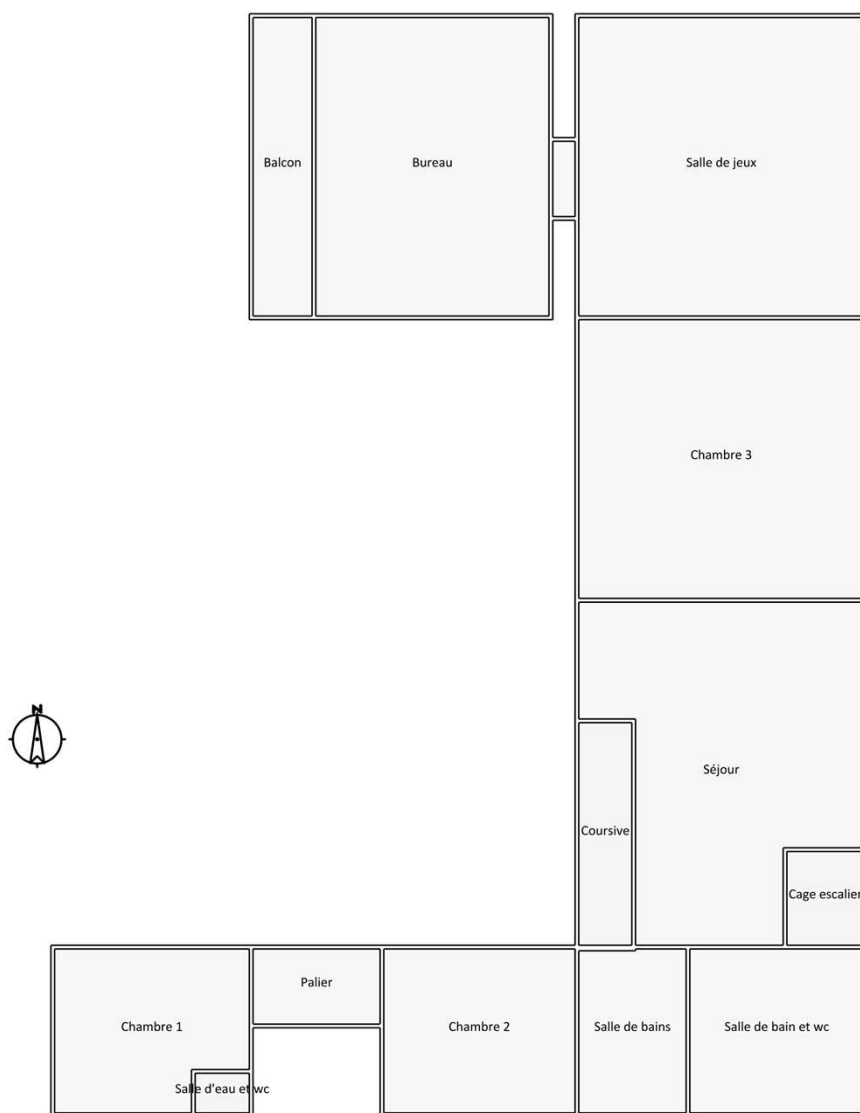 Balcon
Bureau
Salle de jeux
Chambre 3
N
Séjour
Coursive
Cage escalier
Palier
Chambre 1
Chambre 2
Salle de bains
Salle de bain et wc
Salle d'eau et wc